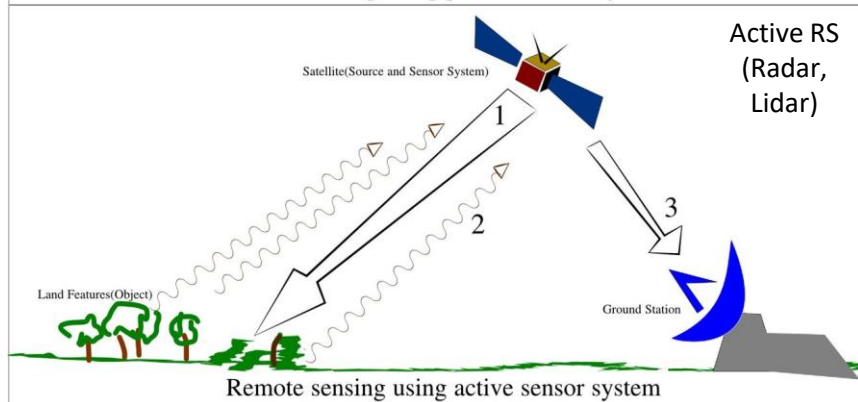 Active RS
(Radar,
Lidar)
Satellite(Source and Sensor System)
1
2
3
Land Features(Object)
Ground Station
Remote sensing using active sensor system